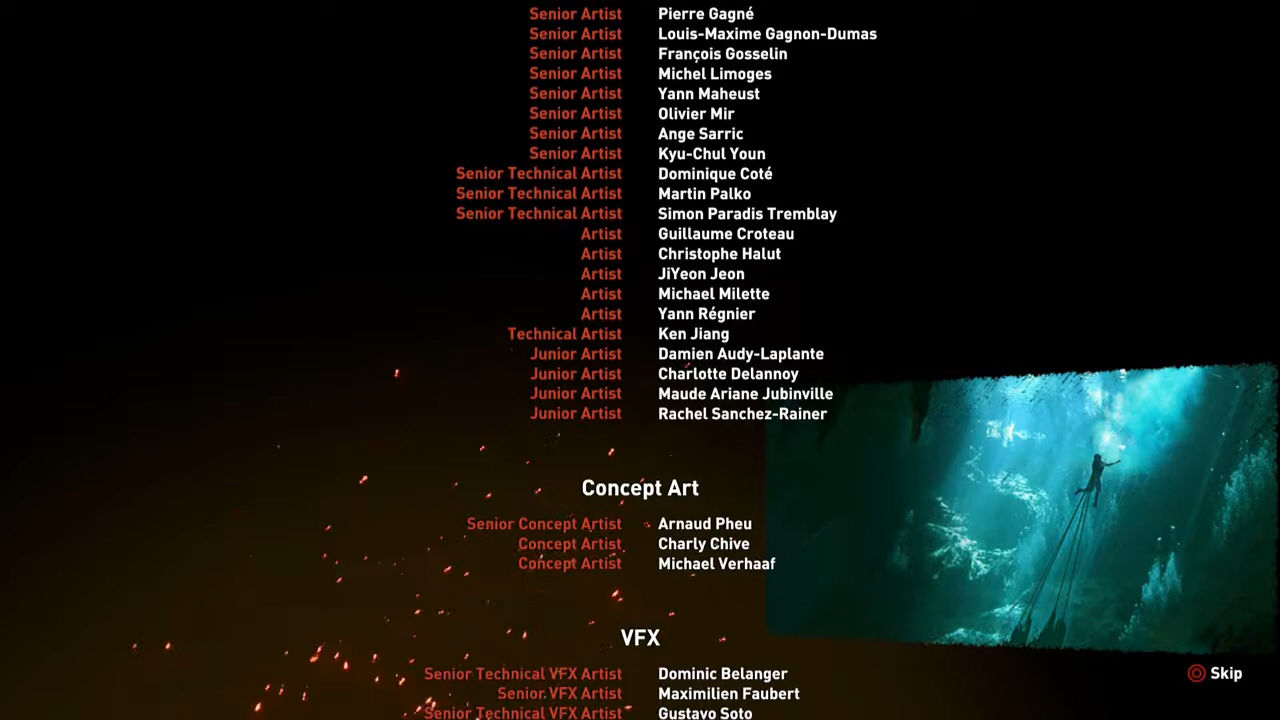 Senior Artist Pierre Gagné
Senior Artist Louis-Maxime Gagnon-Dumas
Senior Artist François Gosselin
Senior Artist Michel Limoges
Senior Artist Yann Maheust
Senior Artist Olivier Mir
Senior Artist Ange Sarric
Senior Artist Kyu-Chul Youn
Senior Technical Artist Dominique Coté
Senior Technical Artist Martin Palko
Senior Technical Artist Simon Paradis Tremblay
Artist Guillaume Croteau
Artist Christophe Halut
Artist JiYeon Jeon
Artist Michael Milette
Artist Yann Régnier
Technical Artist Ken Jiang
Junior Artist Damien Audy-Laplante
Junior Artist Charlotte Delannoy
Junior Artist Maude Ariane Jubinville
Junior Artist Rachel Sanchez-Rainer
Concept Art
Senior Concept Artist Arnaud Pheu
Concept Artist Charly Chive
Concept Artist Michael Verhaaf
VFX
Senior Technical VFX Artist Dominic Belanger
Senior VFX Artist Maximilien Faubert
Senior Technical VFX Artist Gustavo Soto
Skip